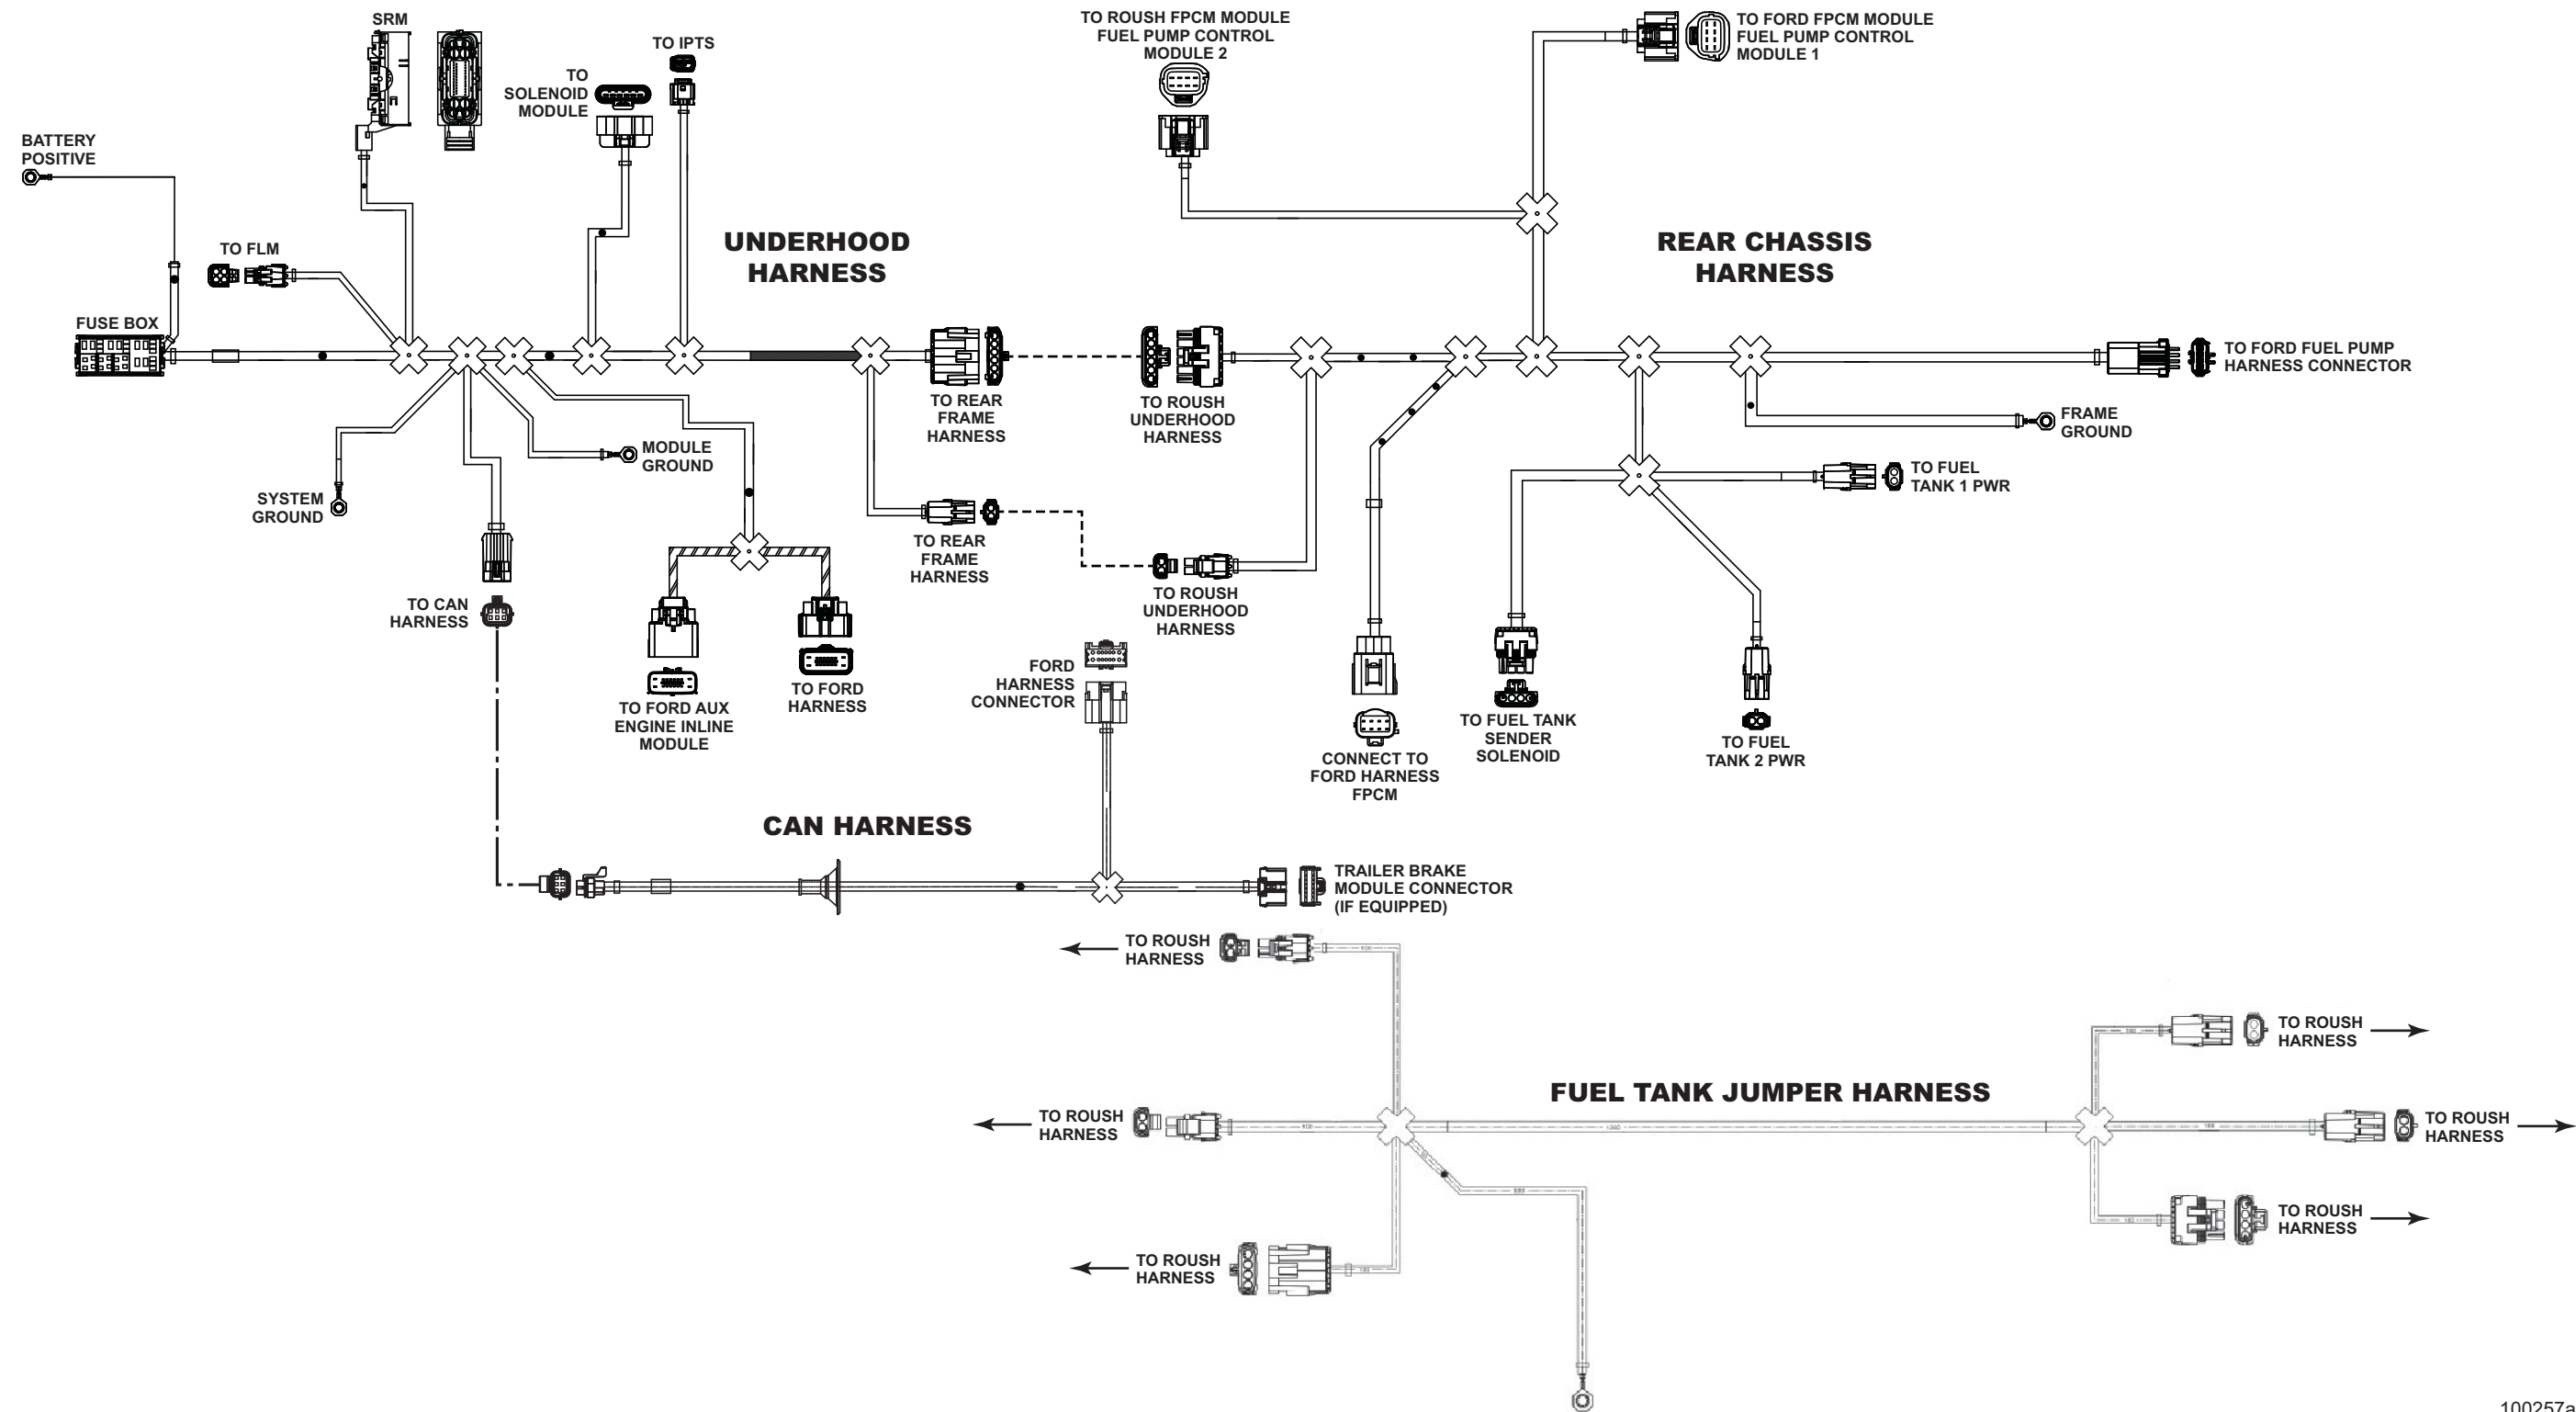 SRM
TO IPTS
TO
SOLENOID
MODULE
BATTERY
POSITIVE
TO FLM
FUSE BOX
UNDERHOOD
HARNESS
SYSTEM
GROUND
MODULE
GROUND
TO CAN
HARNESS
TO FORD AUX
ENGINE INLINE
MODULE
TO FORD
HARNESS
TO REAR
FRAME
HARNESS
TO REAR
FRAME
HARNESS
TO ROUSH FPCM MODULE
FUEL PUMP CONTROL
MODULE 2
TO FORD FPCM MODULE
FUEL PUMP CONTROL
MODULE 1
REAR CHASSIS
HARNESS
TO ROUSH
UNDERHOOD
HARNESS
TO ROUSH
UNDERHOOD
HARNESS
TO FORD FUEL PUMP
HARNESS CONNECTOR
FRAME
GROUND
TO FUEL
TANK 1 PWR
TO FUEL
TANK 2 PWR
TO FUEL TANK
SENDER
SOLENOID
CONNECT TO
FORD HARNESS
FPCM
FORD
HARNESS
CONNECTOR
CAN HARNESS
TRAILER BRAKE
MODULE CONNECTOR
(IF EQUIPPED)
TO ROUSH
HARNESS
TO ROUSH
HARNESS
TO ROUSH
HARNESS
FUEL TANK JUMPER HARNESS
TO ROUSH
HARNESS
TO ROUSH
HARNESS
TO ROUSH
HARNESS
100257a